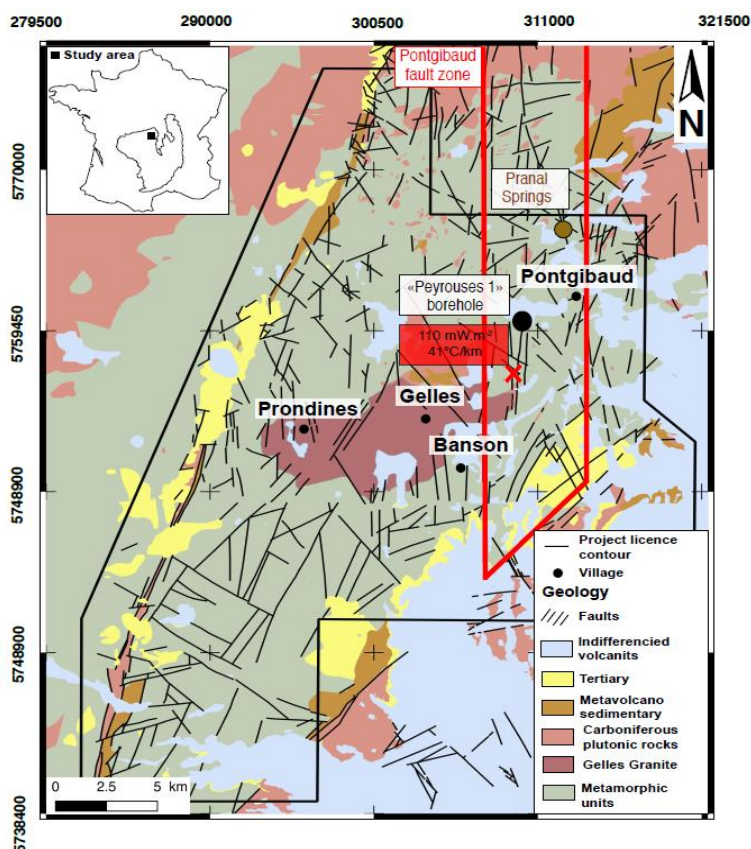 279500 290000 300500 311000 321500
Study area
Pontgibaud
fault zone
N
5770000
Pranal
Springs
«Peyrouses 1»
borehole
Pontgibaud
5759450
110 mW.m-2
41°C/km
Gelles
Prondines
Banson
5748900
Project licence
contour
Village
Geology
Faults
5749000
Indifferencied
volcanits
Tertiary
Metavolcano
sedimentary
Carboniferous
plutonic rocks
Gelles Granite
Metamorphic
units
0 2.5 5 km
5738400